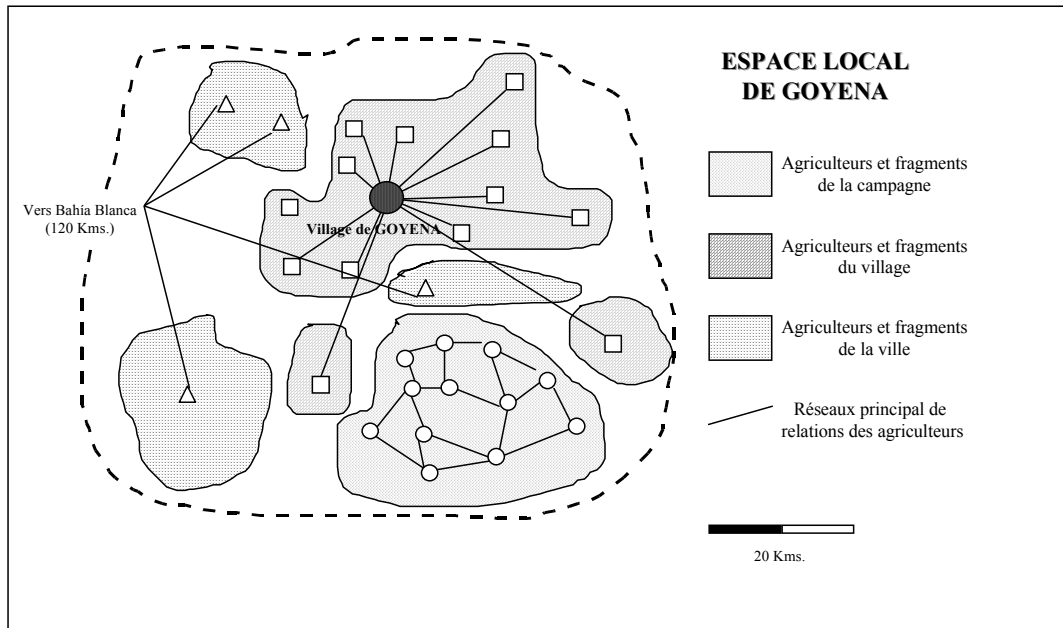 ESPACE LOCAL
DE GOYENA
Agriculteurs et fragments
de la campagne
Vers Bahía Blanca
(120 Kms.)
Village de GOYENA
Agriculteurs et fragments
du village
Agriculteurs et fragments
de la ville
Réseaux principal de
relations des agriculteurs
20 Kms.